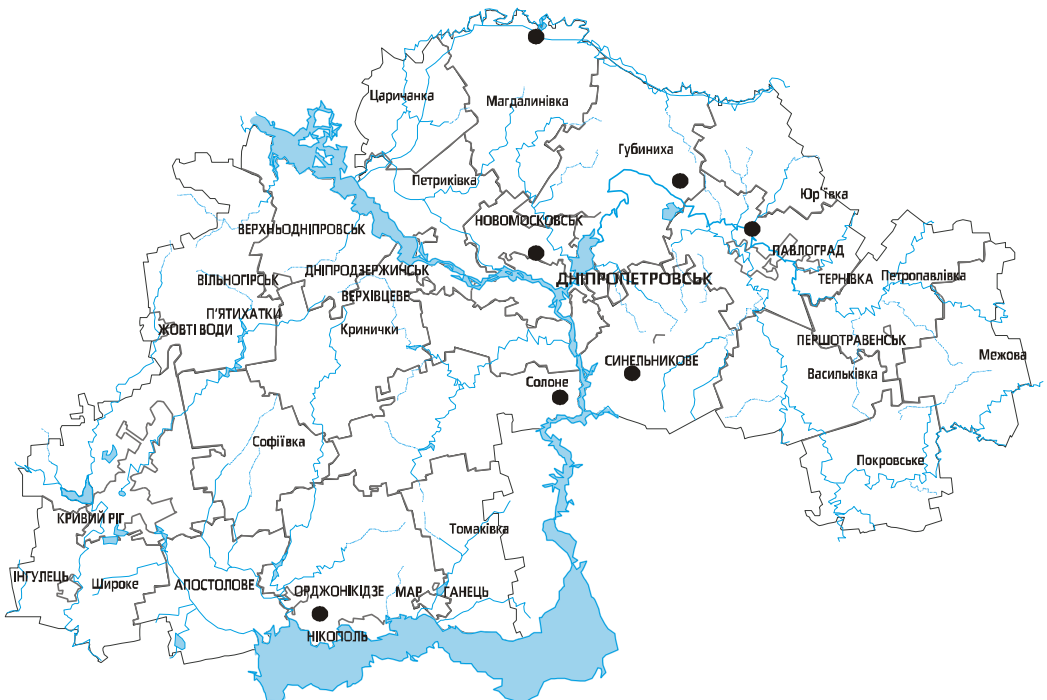 Царичанка
Магдалинівка
Губиниха
Петриківка
Юр'ївка
НОВОМОСКОВСЬК
ВЕРХНЬОДНІПРОВСЬК
ПАВЛОГРАД
ДНІПРОДЗЕРЖИНСЬК
ВІЛЬНОГІРСЬК
ДНІПРОПЕТРОВСЬК
ТЕРНІВКА
Петропавлівка
ВЕРХІВЦЕВЕ
П'ЯТИХАТКИ
ЖОВТІ ВОДИ
Кринички
ПЕРШОТРАВЕНСЬК
Межова
СИНЕЛЬНИКОВЕ
Васильківка
Солоне
Софіївка
Покровське
КРИВИЙ РІГ
Томаківка
ІНГУЛЕЦЬ
Широке
АПОСТОЛОВЕ
ОРДЖОНІКІДЗЕ
МАР ГАНЕЦЬ
НІКОПОЛЬ